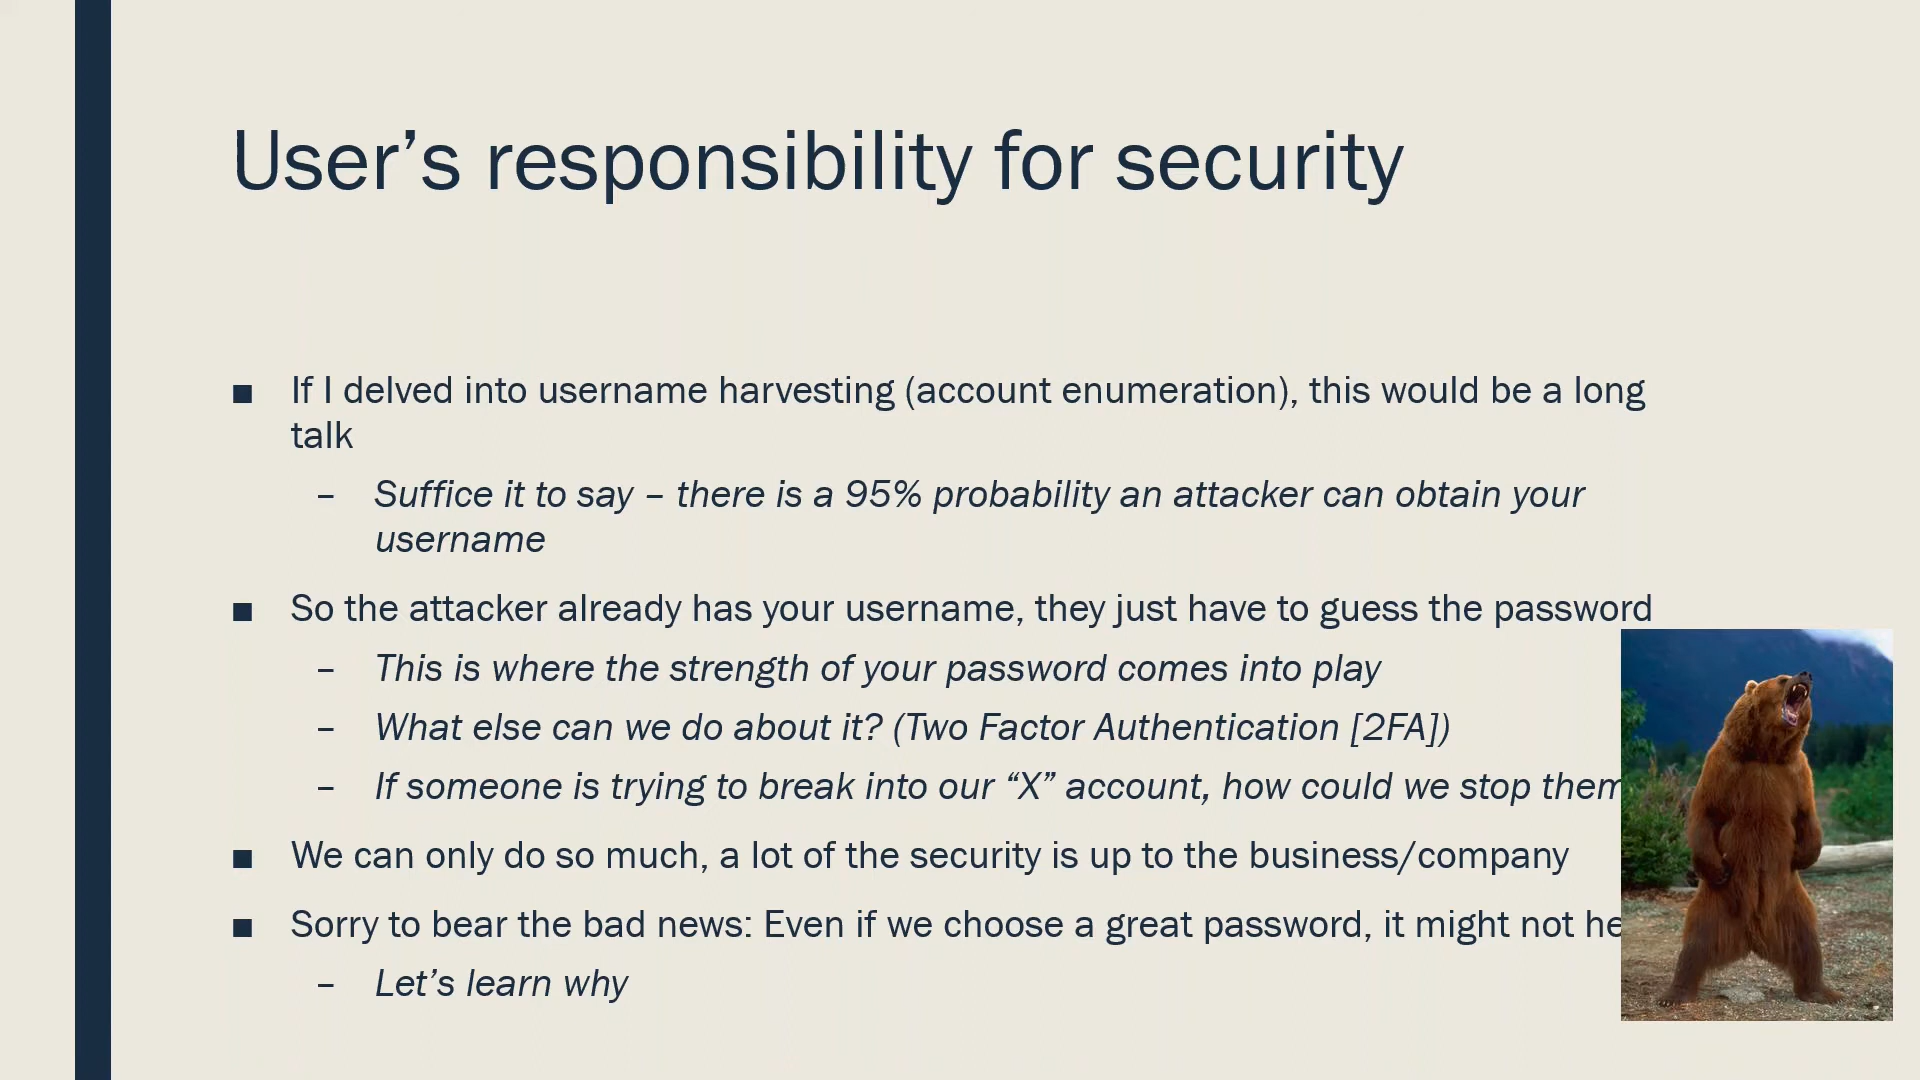 User’s responsibility for security
■ If I delved into username harvesting (account enumeration), this would be a long
talk
– Suffice it to say – there is a 95% probability an attacker can obtain your
username
■ So the attacker already has your username, they just have to guess the password
– This is where the strength of your password comes into play
– What else can we do about it? (Two Factor Authentication [2FA])
– If someone is trying to break into our “X” account, how could we stop them
■ We can only do so much, a lot of the security is up to the business/company
■ Sorry to bear the bad news: Even if we choose a great password, it might not
– Let’s learn why